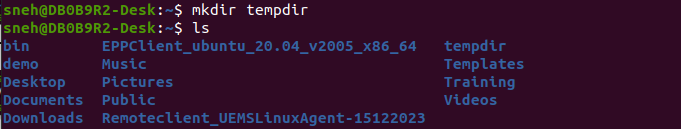 sneh@DB0B9R2-Desk:~$ mkdir tempdir
sneh@DB0B9R2-Desk:~$ ls
bin EPPClient_ubuntu_20.04_v2005_x86_64 tempdir
demo Music Templates
Desktop Pictures Training
Documents Public Videos
Downloads Remoteclient_UEMSLinuxAgent-15122023